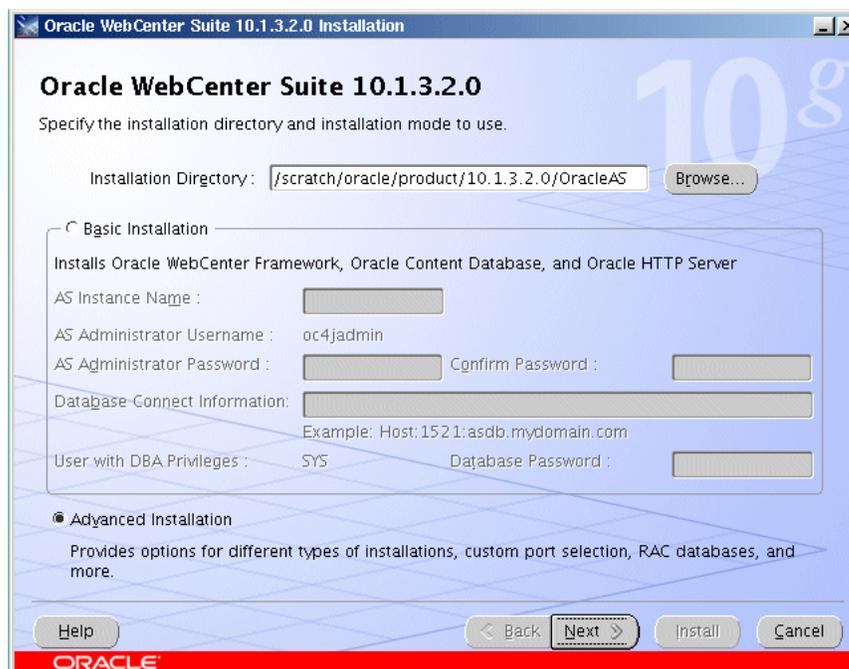 Oracle WebCenter Suite 10.1.3.2.0 Installation
10g
Oracle WebCenter Suite 10.1.3.2.0
Specify the installation directory and installation mode to use.
Installation Directory : /scratch/oracle/product/10.1.3.2.0/OracleAS Browse...
Basic Installation
Installs Oracle WebCenter Framework, Oracle Content Database, and Oracle HTTP Server
AS Instance Name :
AS Administrator Username : oc4jadmin
AS Administrator Password : Confirm Password :
Database Connect Information:
Example: Host:1521:asdb.mydomain.com
User with DBA Privileges : SYS Database Password :
Advanced Installation
Provides options for different types of installations, custom port selection, RAC databases, and
more.
Help Back Next Install Cancel
ORACLE